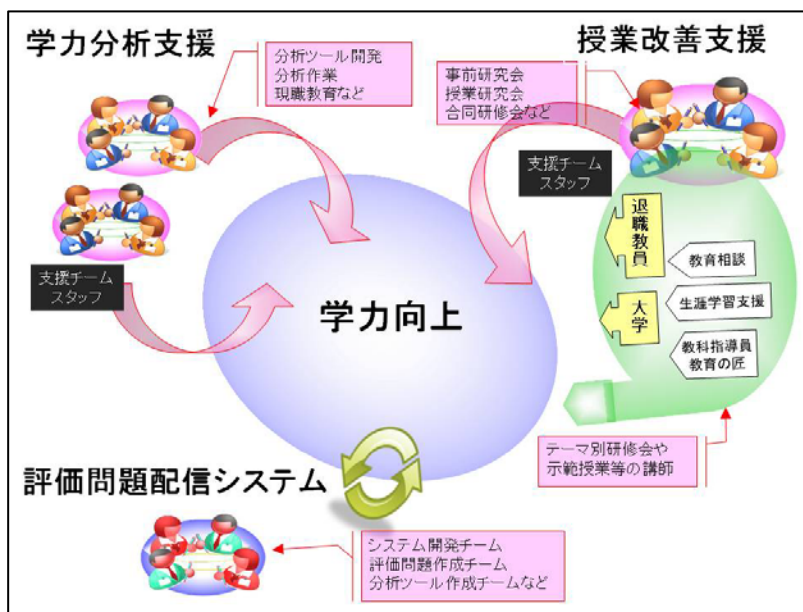 学力分析支援
分析ツール開発
分析作業
現職教育など
授業改善支援
事前研究会
授業研究会
合同研修会など
支援チーム
スタッフ
退職教員
教育相談
大学
生涯学習支援
教科指導員
教育の匠
支援チーム
スタッフ
学力向上
テーマ別研修会や
示範授業等の講師
評価問題配信システム
システム開発チーム
評価問題作成チーム
分析ツール作成チームなど